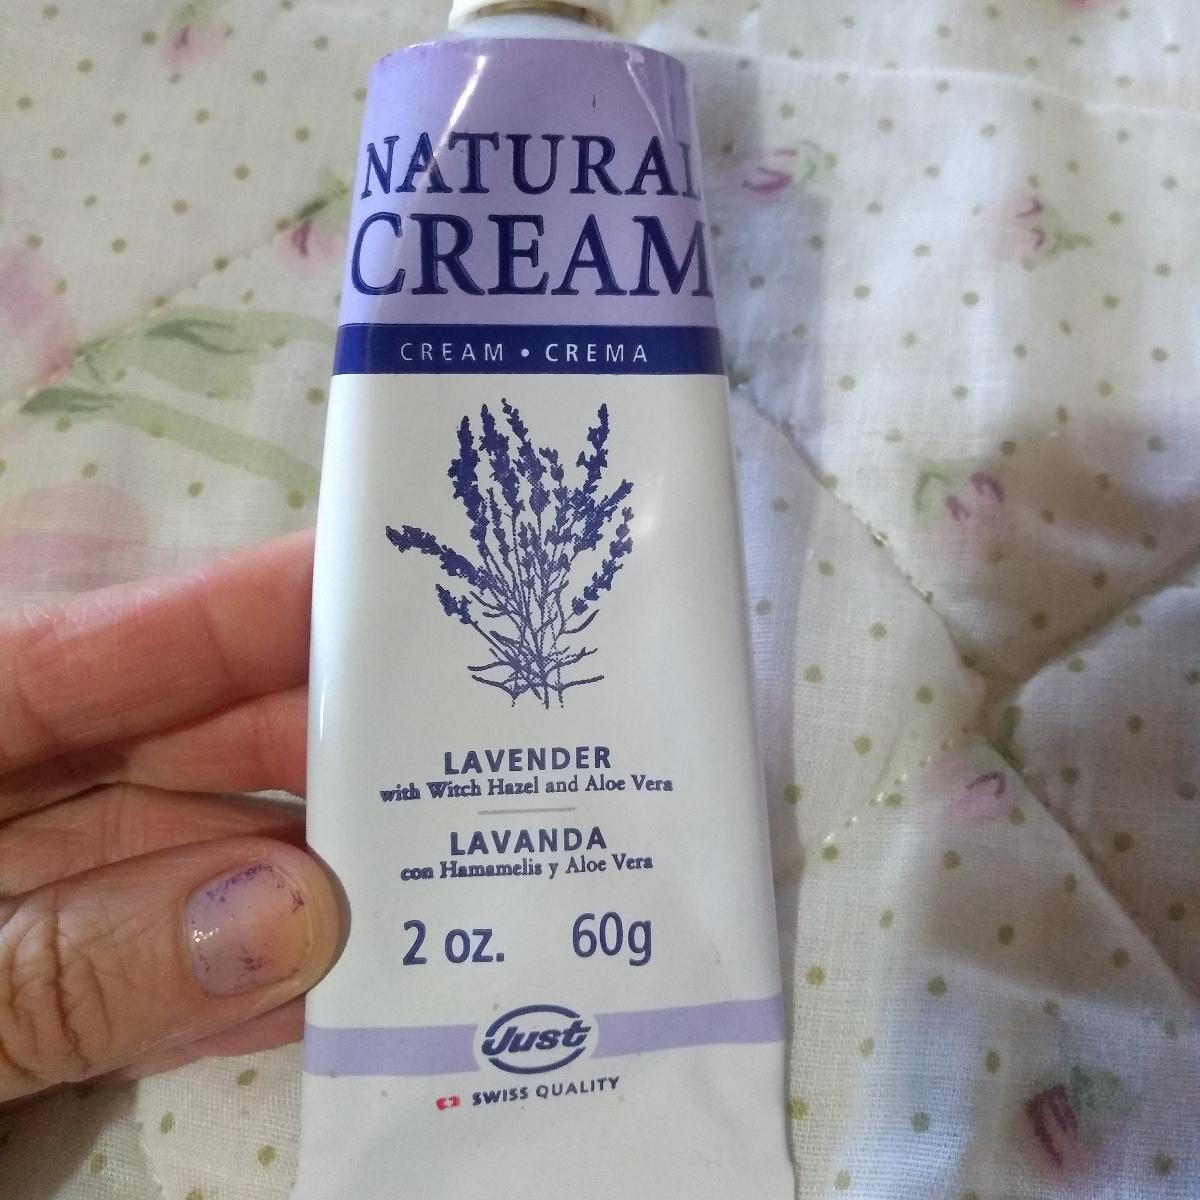 NATURAL
CREAM
CREAM • CREMA
LAVENDER
with Witch Hazel and Aloe Vera
LAVANDA
con Hamamelis y Aloe Vera
2 oz. 60g
Just
SWISS QUALITY